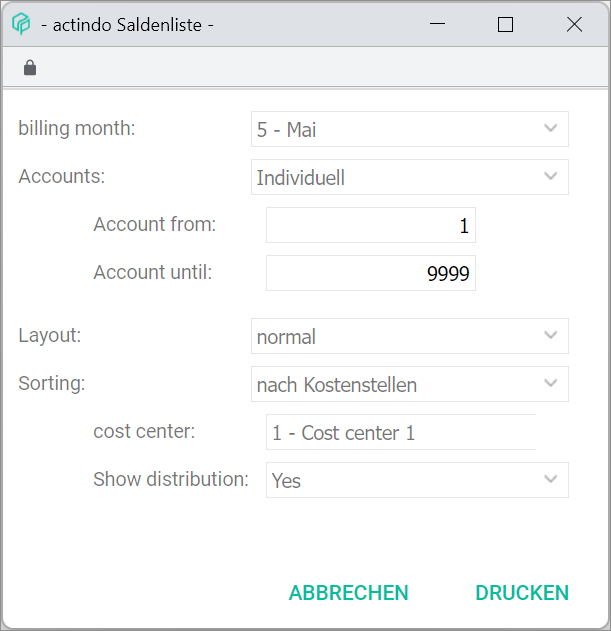 - actindo Saldenliste -
billing month: 5 - Mai
Accounts: Individuell
Account from: 1
Account until: 9999
Layout: normal
Sorting: nach Kostenstellen
cost center: 1 - Cost center 1
Show distribution: Yes
ABBRECHEN DRUCKEN